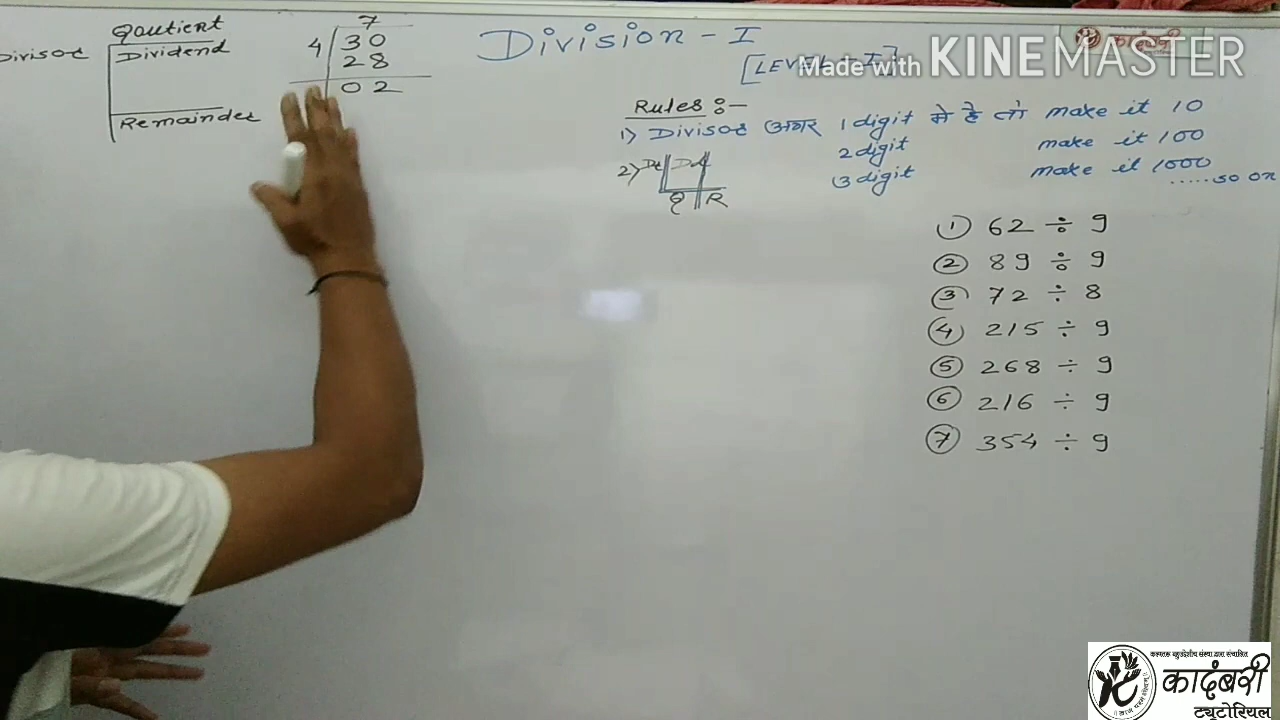 Qoutient
Divisor Dividend
Remainder
7
4 30
28
02
Division - I
[LEVEL - I]
Made with KINEMASTER
कादंबरी
Rules :-
1) Divisor अगर 1 digit मे है तो make it 10
2 digit make it 100
3 digit make it 1000
.....so on
2)
Q R
1 62 ÷ 9
2 89 ÷ 9
3 72 ÷ 8
4 215 ÷ 9
5 268 ÷ 9
6 216 ÷ 9
7 354 ÷ 9
कादंबरी
ट्युटोरियल